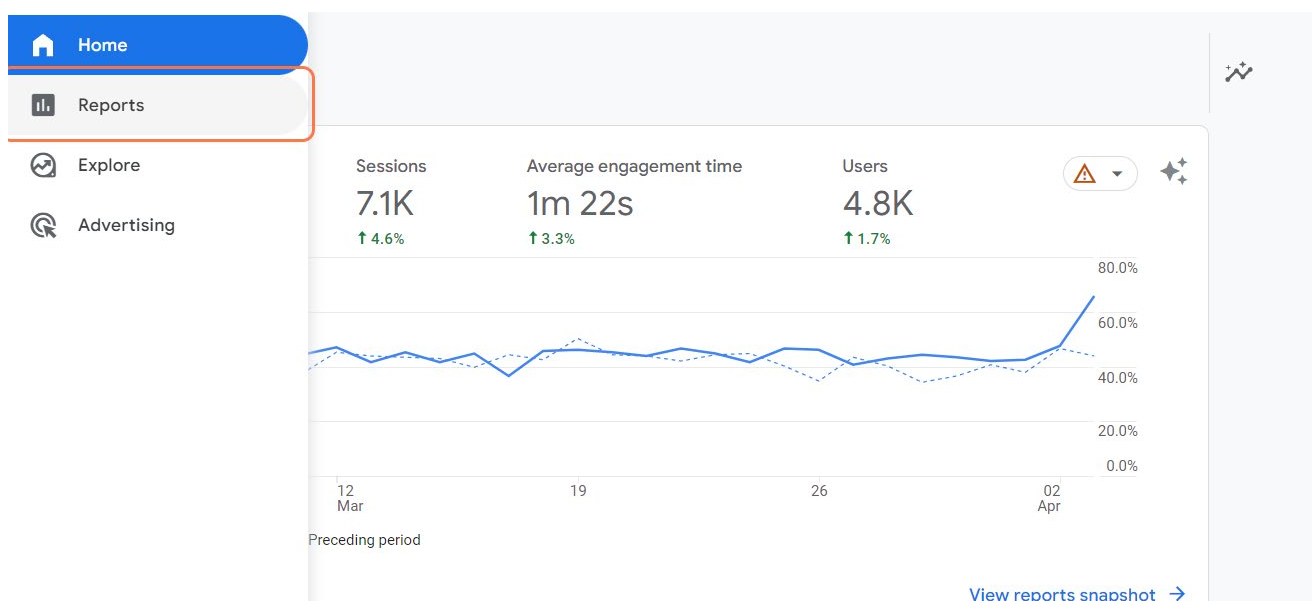 Home
Reports
Explore
Advertising
Sessions
7.1K
4.6%
Average engagement time
1m 22s
3.3%
Users
4.8K
1.7%
80.0%
60.0%
40.0%
20.0%
0.0%
12
Mar
19
26
02
Apr
Preceding period
View reports snapshot